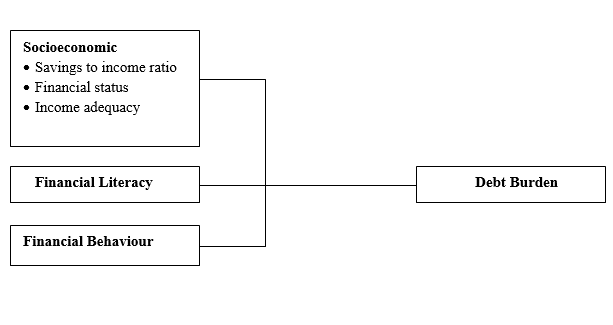 Socioeconomic
• Savings to income ratio
• Financial status
• Income adequacy
Financial Literacy
Debt Burden
Financial Behaviour